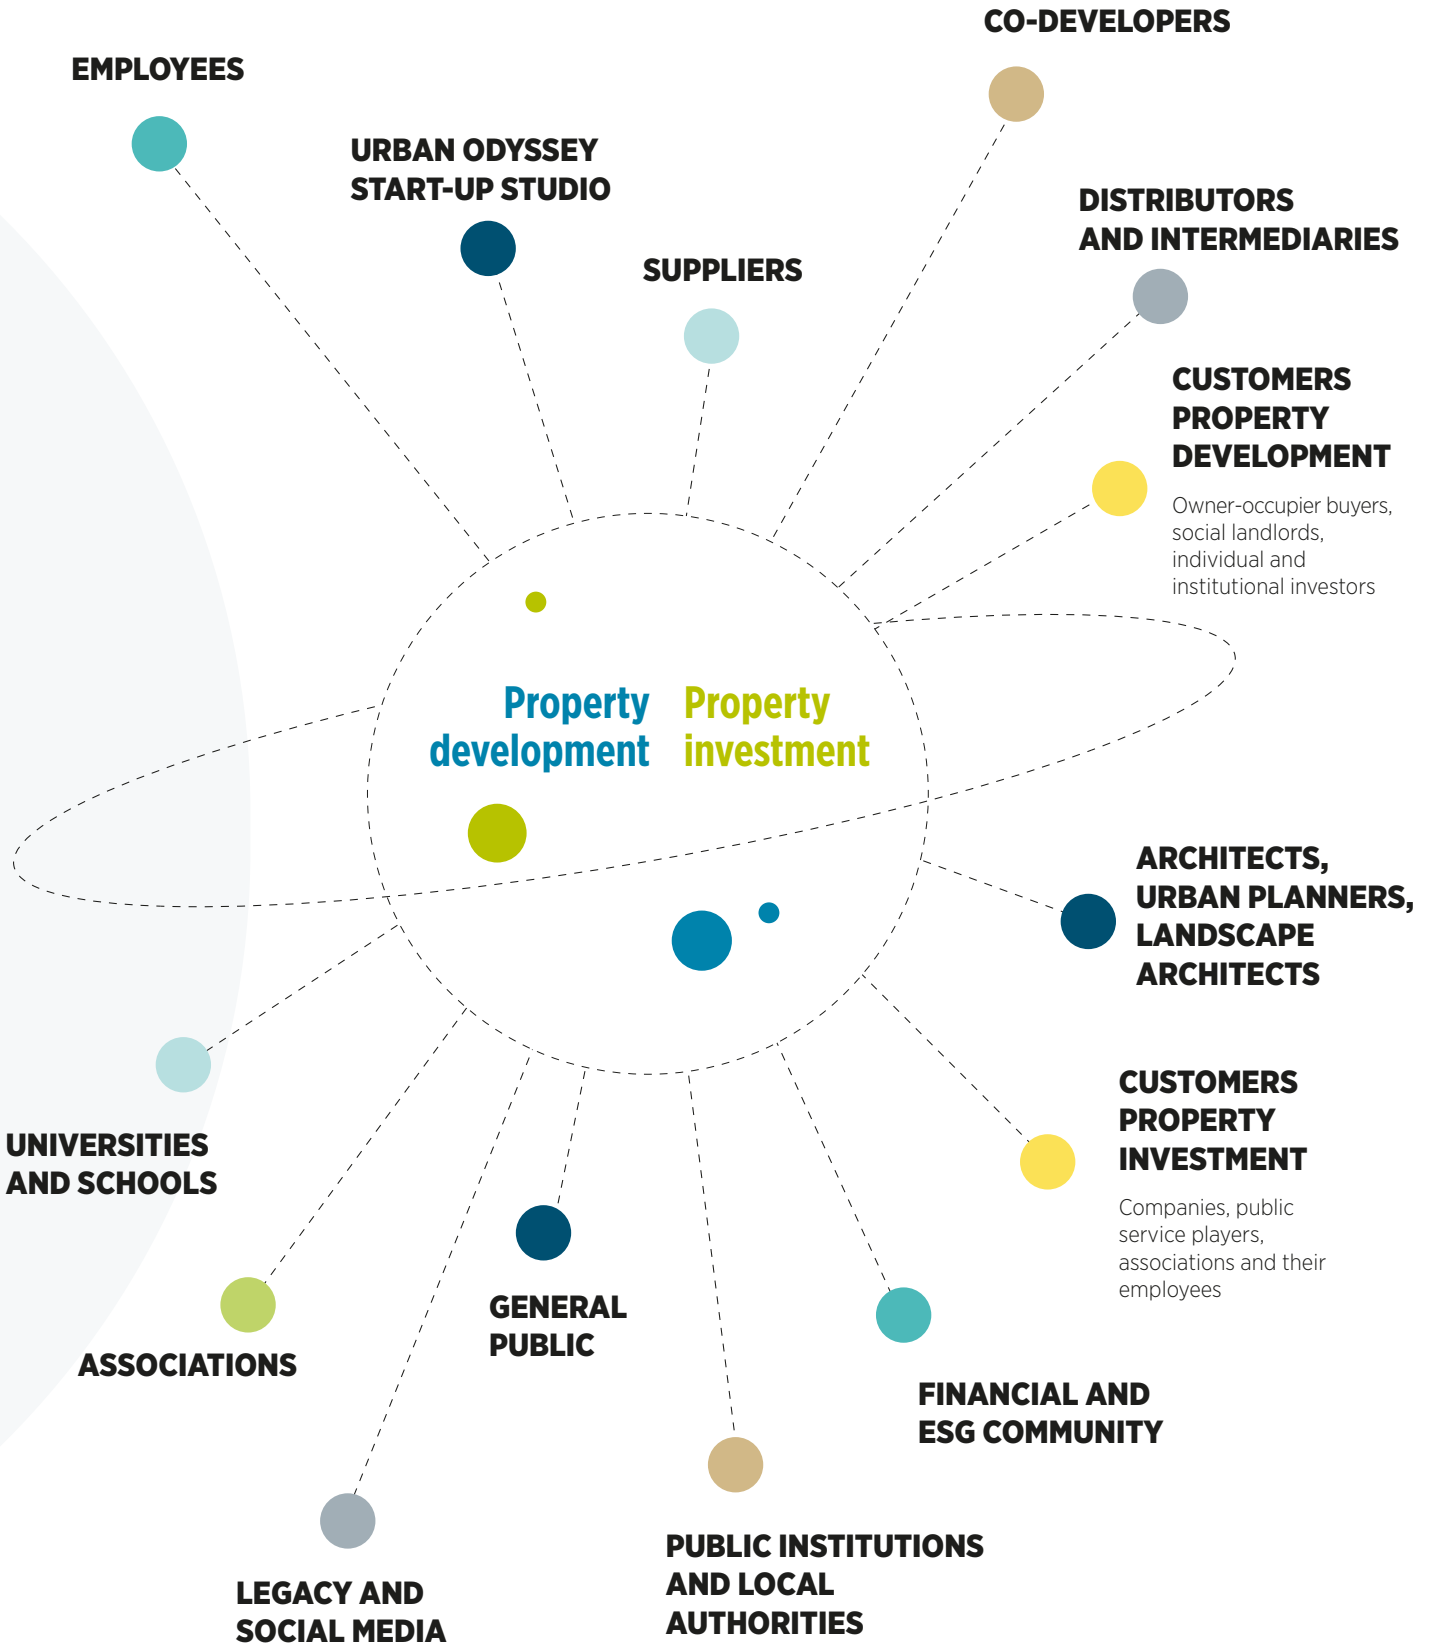 CO-DEVELOPERS
EMPLOYEES
URBAN ODYSSEY
START-UP STUDIO
DISTRIBUTORS
AND INTERMEDIARIES
SUPPLIERS
CUSTOMERS
PROPERTY
DEVELOPMENT
Owner-occupier buyers,
social landlords,
individual and
institutional investors
Property
development
Property
investment
ARCHITECTS,
URBAN PLANNERS,
LANDSCAPE
ARCHITECTS
CUSTOMERS
PROPERTY
INVESTMENT
Companies, public
service players,
associations and their
employees
UNIVERSITIES
AND SCHOOLS
GENERAL
PUBLIC
ASSOCIATIONS
FINANCIAL AND
ESG COMMUNITY
PUBLIC INSTITUTIONS
AND LOCAL
AUTHORITIES
LEGACY AND
SOCIAL MEDIA